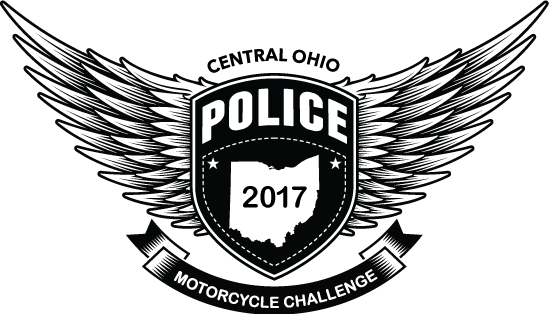 CENTRAL OHIO
POLICE
2017
MOTORCYCLE CHALLENGE